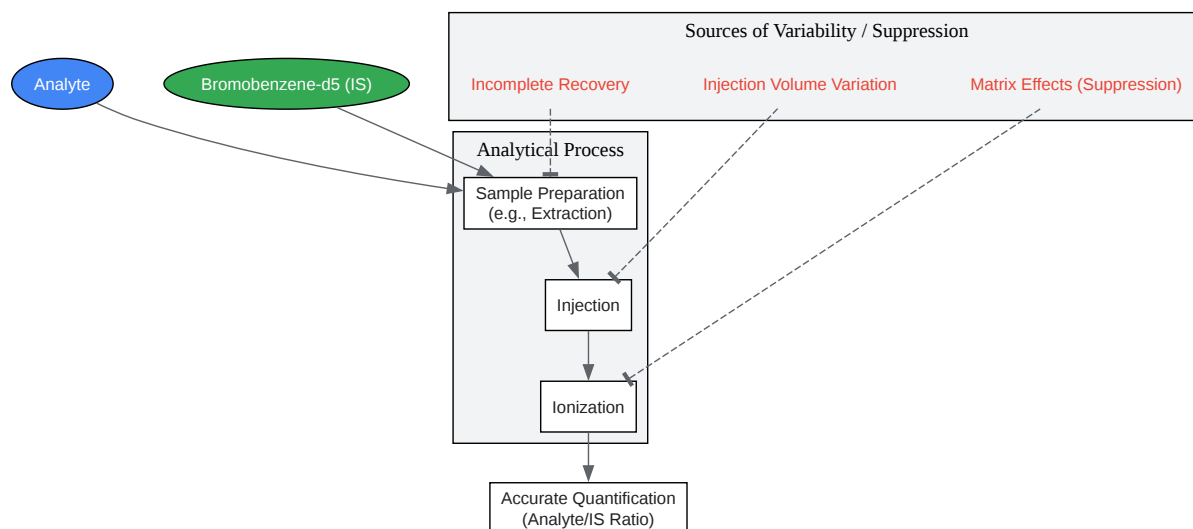 Sources of Variability / Suppression
Analyte
Bromobenzene-d5 (IS)
Incomplete Recovery
Injection Volume Variation
Matrix Effects (Suppression)
Analytical Process
Sample Preparation
(e.g., Extraction)
Injection
Ionization
Accurate Quantification
(Analyte/IS Ratio)